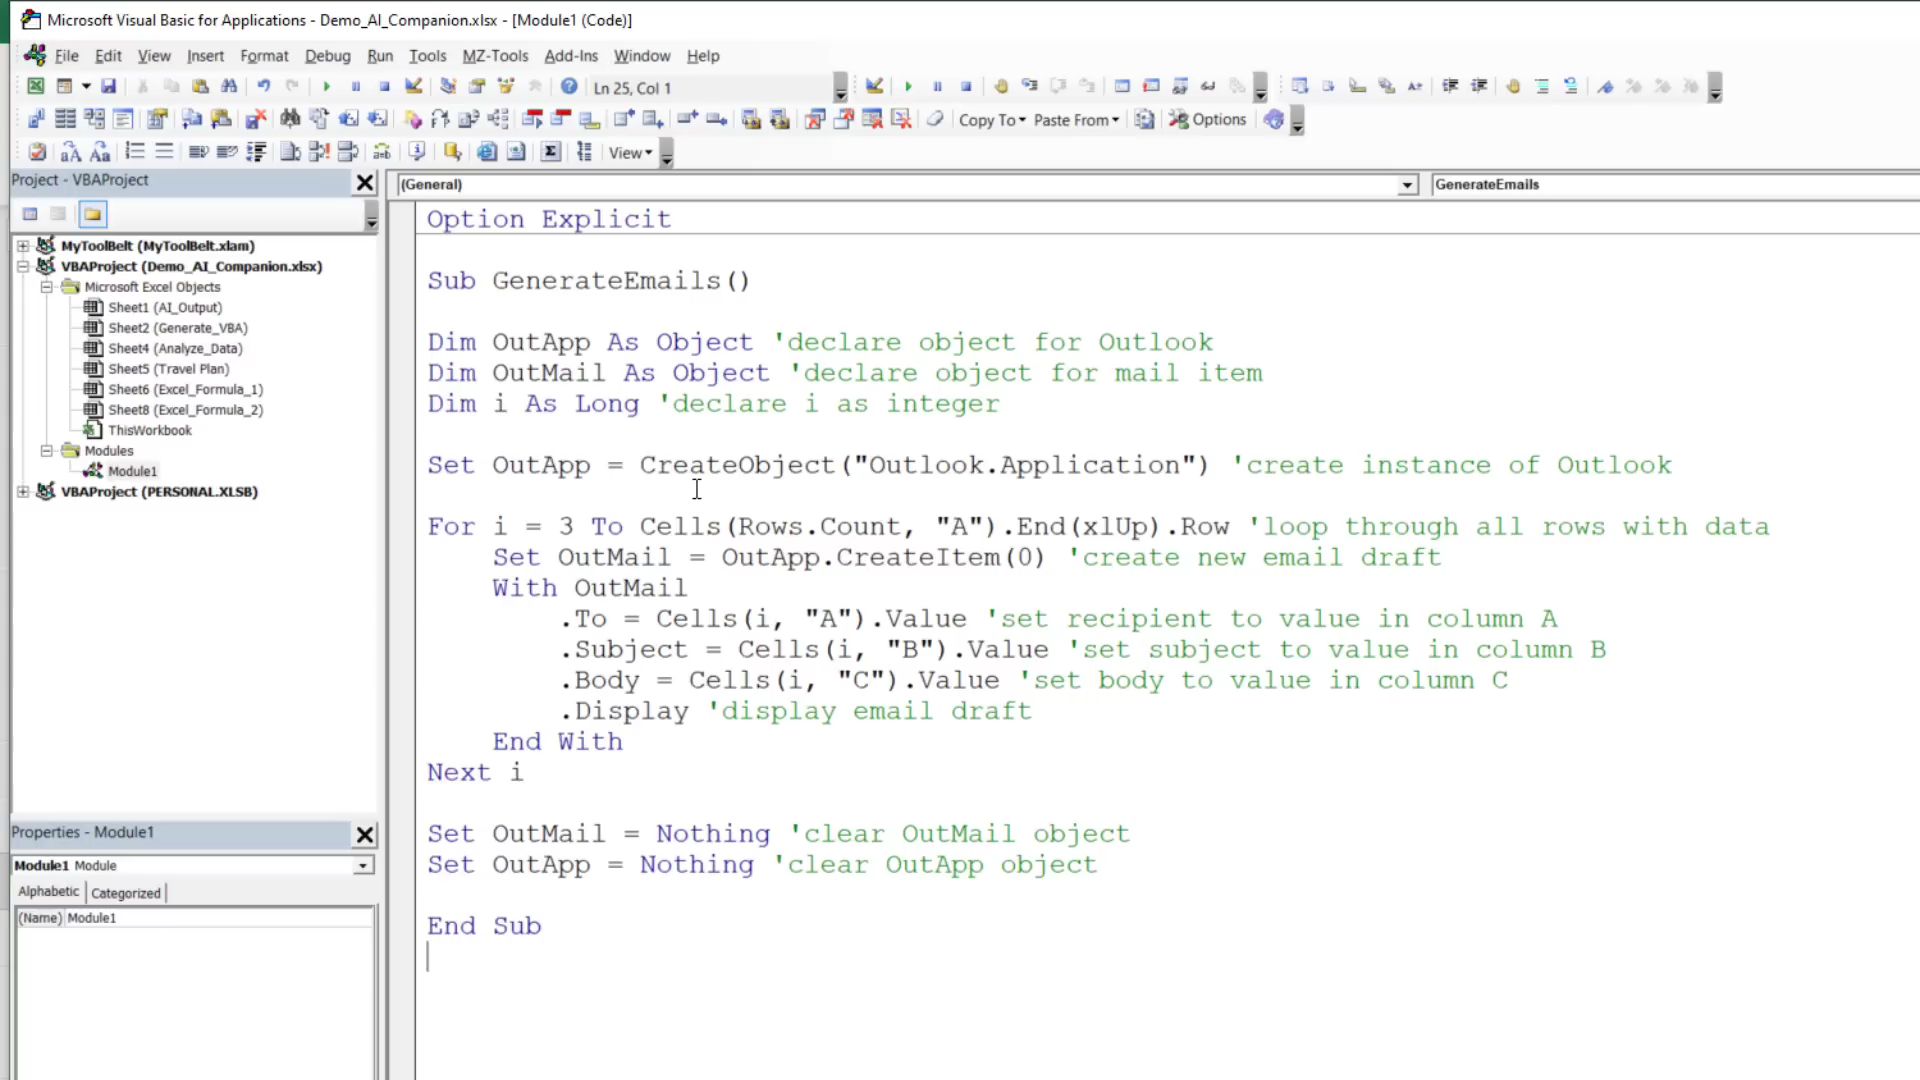 Microsoft Visual Basic for Applications - Demo_AI_Companion.xlsx - [Module1 (Code)]
File Edit View Insert Format Debug Run Tools MZ-Tools Add-Ins Window Help
Ln 25, Col 1
Copy To Paste From Options
View
Project - VBAProject
(General) GenerateEmails
MyToolBelt (MyToolBelt.xlam)
VBAProject (Demo_AI_Companion.xlsx)
Microsoft Excel Objects
Sheet1 (AI_Output)
Sheet2 (Generate_VBA)
Sheet4 (Analyze_Data)
Sheet5 (Travel Plan)
Sheet6 (Excel_Formula_1)
Sheet8 (Excel_Formula_2)
ThisWorkbook
Modules
Module1
VBAProject (PERSONAL.XLSB)
Properties - Module1
Module1 Module
Alphabetic Categorized
(Name) Module1
Option Explicit
Sub GenerateEmails()
Dim OutApp As Object 'declare object for Outlook
Dim OutMail As Object 'declare object for mail item
Dim i As Long 'declare i as integer
Set OutApp = CreateObject("Outlook.Application") 'create instance of Outlook
For i = 3 To Cells(Rows.Count, "A").End(xlUp).Row 'loop through all rows with data
Set OutMail = OutApp.CreateItem(0) 'create new email draft
With OutMail
.To = Cells(i, "A").Value 'set recipient to value in column A
.Subject = Cells(i, "B").Value 'set subject to value in column B
.Body = Cells(i, "C").Value 'set body to value in column C
.Display 'display email draft
End With
Next i
Set OutMail = Nothing 'clear OutMail object
Set OutApp = Nothing 'clear OutApp object
End Sub